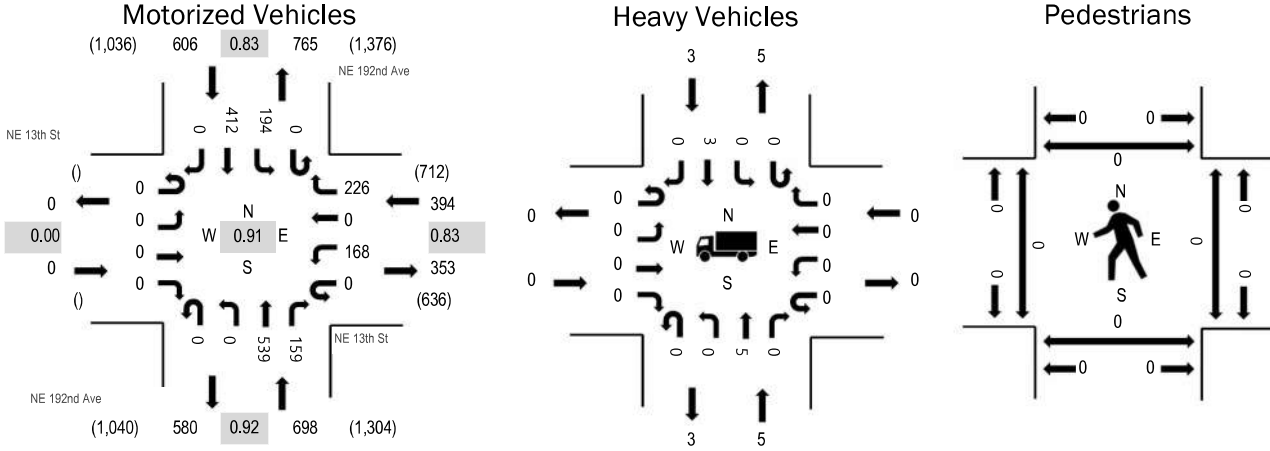 Motorized Vehicles
(1,036) 606 0.83 765 (1,376)
NE 192nd Ave
NE 13th St
0 412 194 0
() 0 0.00 0 ()
0
0
0
0
226
0
168
0
(712)
394
0.83
353
(636)
N
W 0.91 E
S
0 0 539 159
NE 13th St
NE 192nd Ave
(1,040) 580 0.92 698 (1,304)
Heavy Vehicles
3 5
0 3 0 0
0
0
0
0
0
0
0
0
0
0
0
0
N
W E
S
0 0 5 0
3 5
Pedestrians
0 0
0
0 0
N
0 W E 0
S
0 0
0
0 0